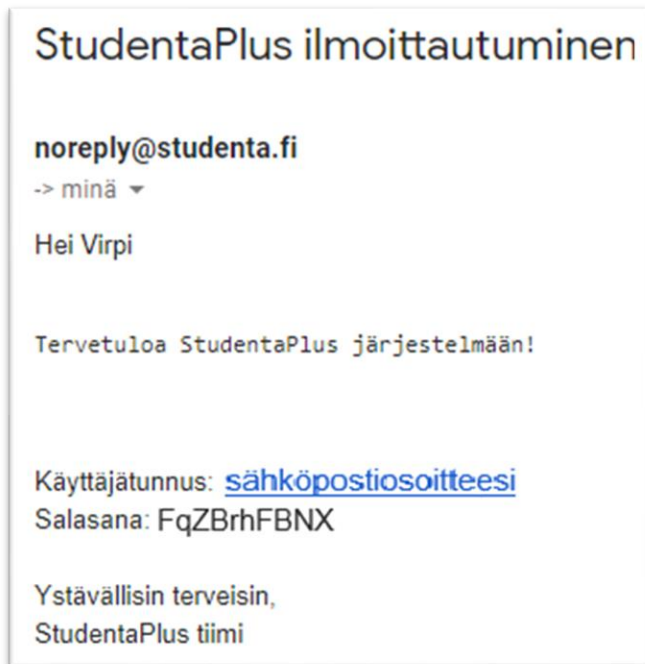 StudentaPlus ilmoittautuminen
noreply@studenta.fi
-> minä
Hei Virpi
Tervetuloa StudentaPlus järjestelmään!
Käyttäjätunnus: sähköpostiosoitteesi
Salasana: FqZBrhFBNX
Ystävällisin terveisin,
StudentaPlus tiimi